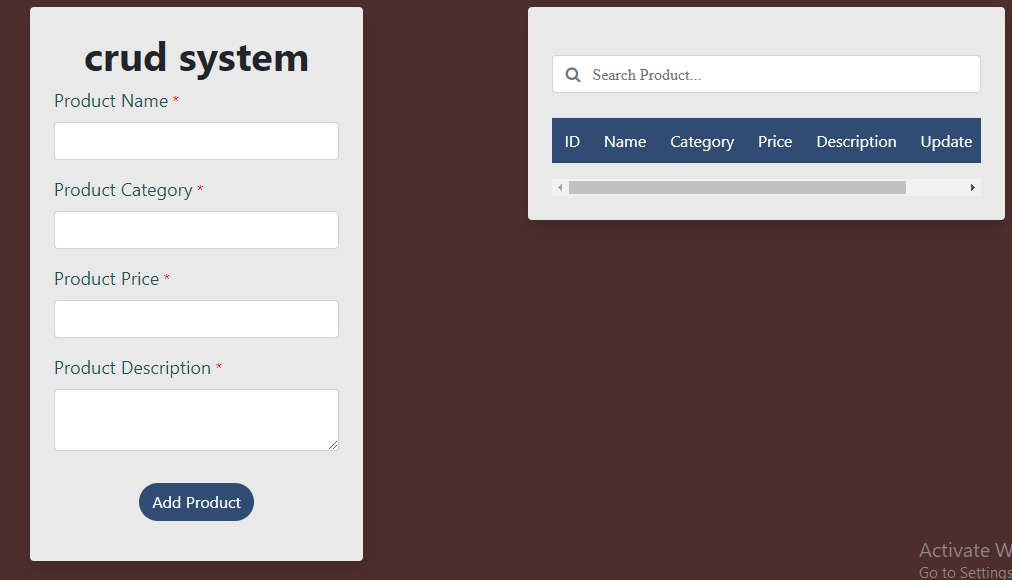 crud system
Product Name *
Product Category *
Product Price *
Product Description *
Add Product
Search Product...
ID Name Category Price Description Update
Activate W
Go to Settings